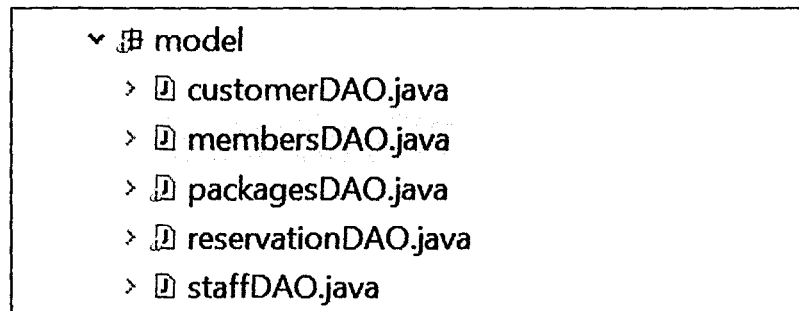 model
customerDAO.java
membersDAO.java
packagesDAO.java
reservationDAO.java
staffDAO.java